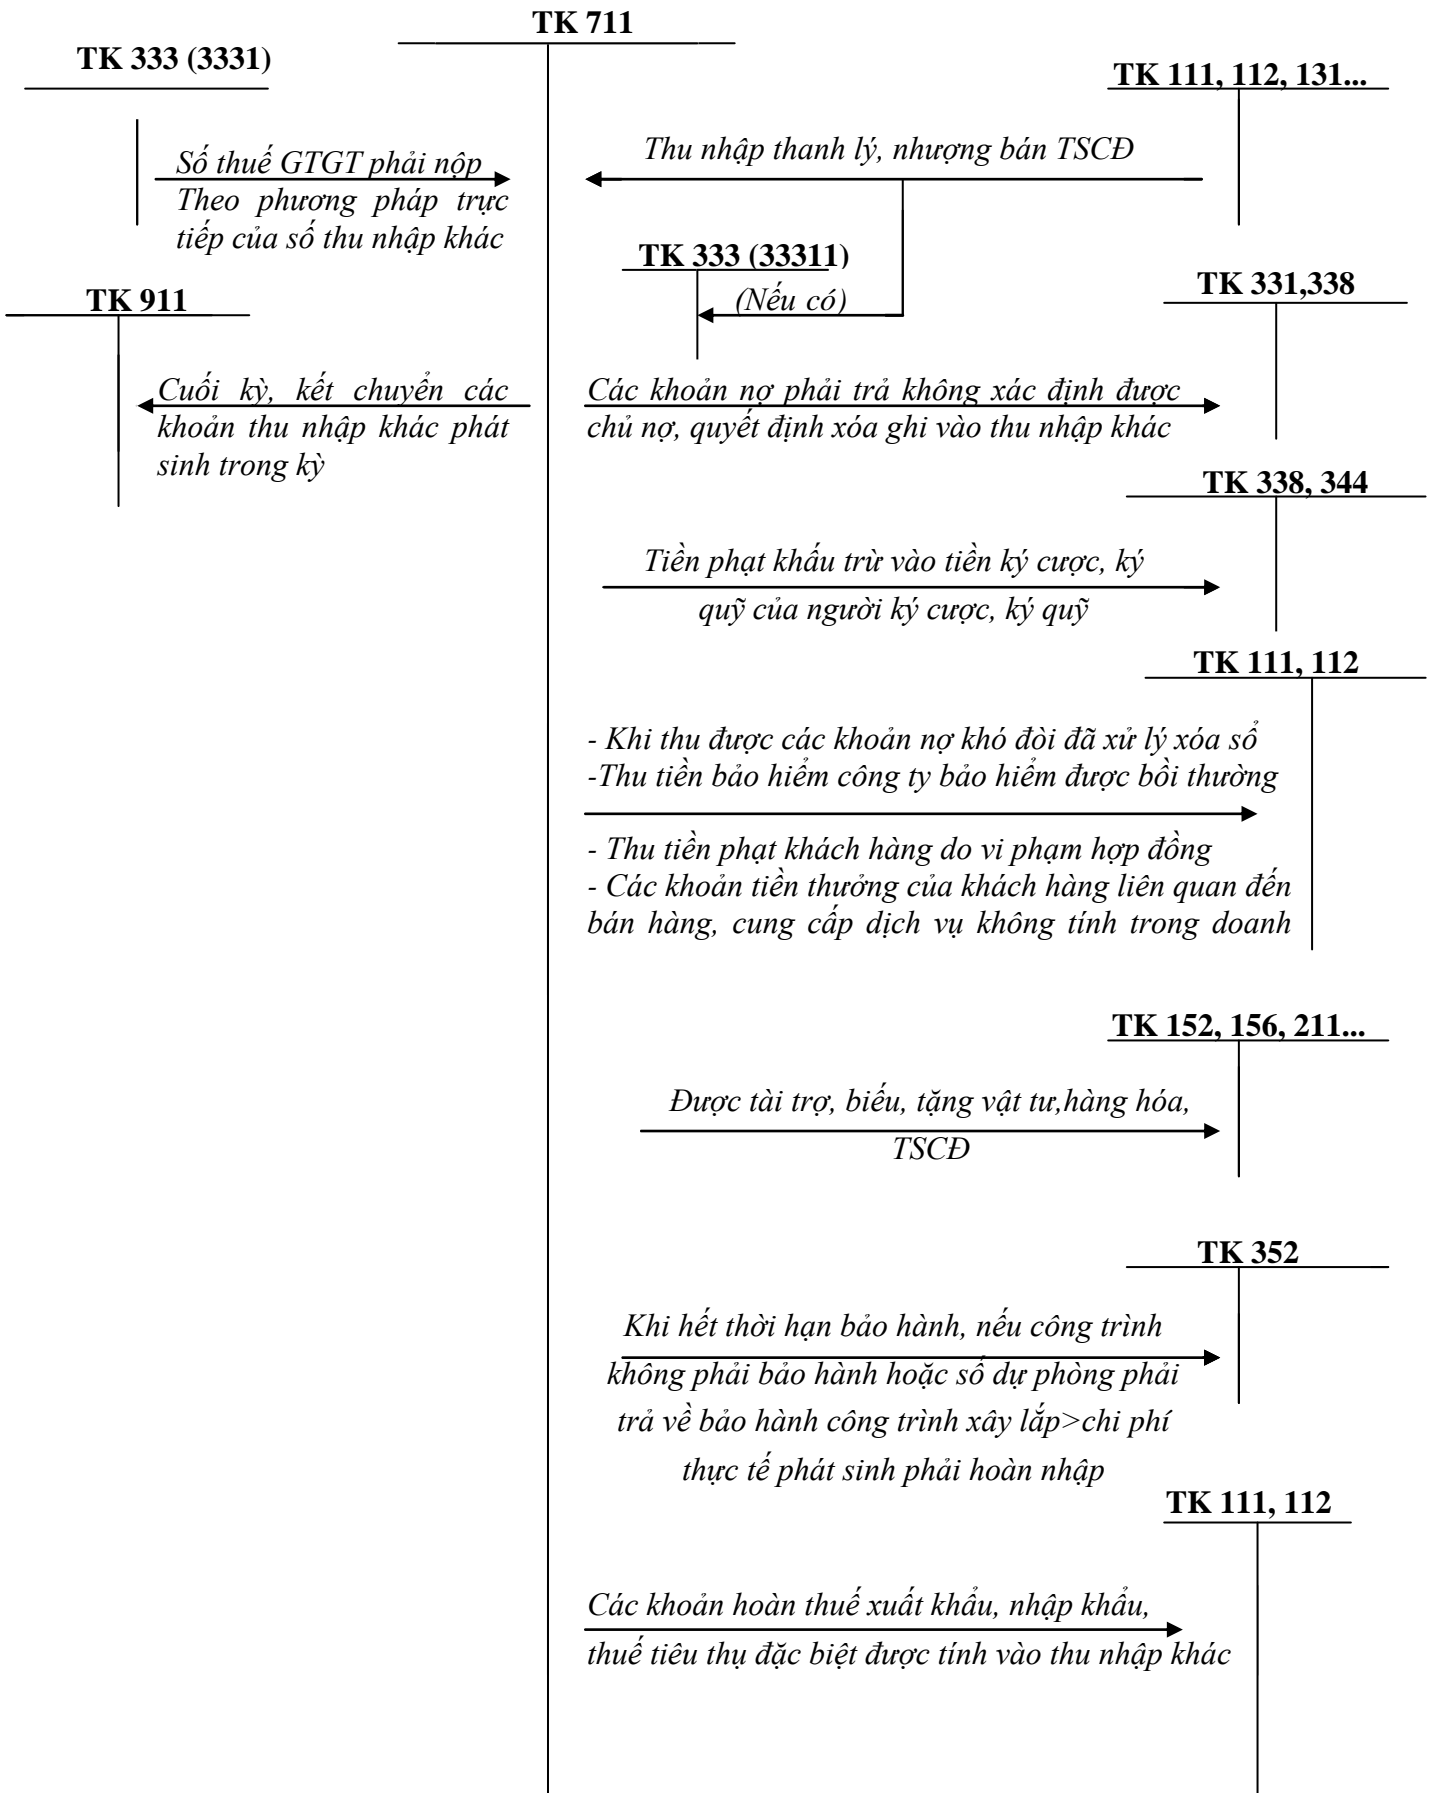 TK 711
TK 333 (3331)
TK 111, 112, 131...
Số thuế GTGT phải nộp
Theo phương pháp trực
tiếp của số thu nhập khác
Thu nhập thanh lý, nhượng bán TSCĐ
TK 333 (33311)
(Nếu có)
TK 911
TK 331,338
Cuối kỳ, kết chuyển các
khoản thu nhập khác phát
sinh trong kỳ
Các khoản nợ phải trả không xác định được
chủ nợ, quyết định xóa ghi vào thu nhập khác
TK 338, 344
Tiền phạt khấu trừ vào tiền ký cược, ký
quỹ của người ký cược, ký quỹ
TK 111, 112
- Khi thu được các khoản nợ khó đòi đã xử lý xóa sổ
-Thu tiền bảo hiểm công ty bảo hiểm được bồi thường
- Thu tiền phạt khách hàng do vi phạm hợp đồng
- Các khoản tiền thưởng của khách hàng liên quan đến
bán hàng, cung cấp dịch vụ không tính trong doanh
TK 152, 156, 211...
Được tài trợ, biếu, tặng vật tư,hàng hóa,
TSCĐ
TK 352
Khi hết thời hạn bảo hành, nếu công trình
không phải bảo hành hoặc số dự phòng phải
trả về bảo hành công trình xây lắp>chi phí
thực tế phát sinh phải hoàn nhập
TK 111, 112
Các khoản hoàn thuế xuất khẩu, nhập khẩu,
thuế tiêu thụ đặc biệt được tính vào thu nhập khác